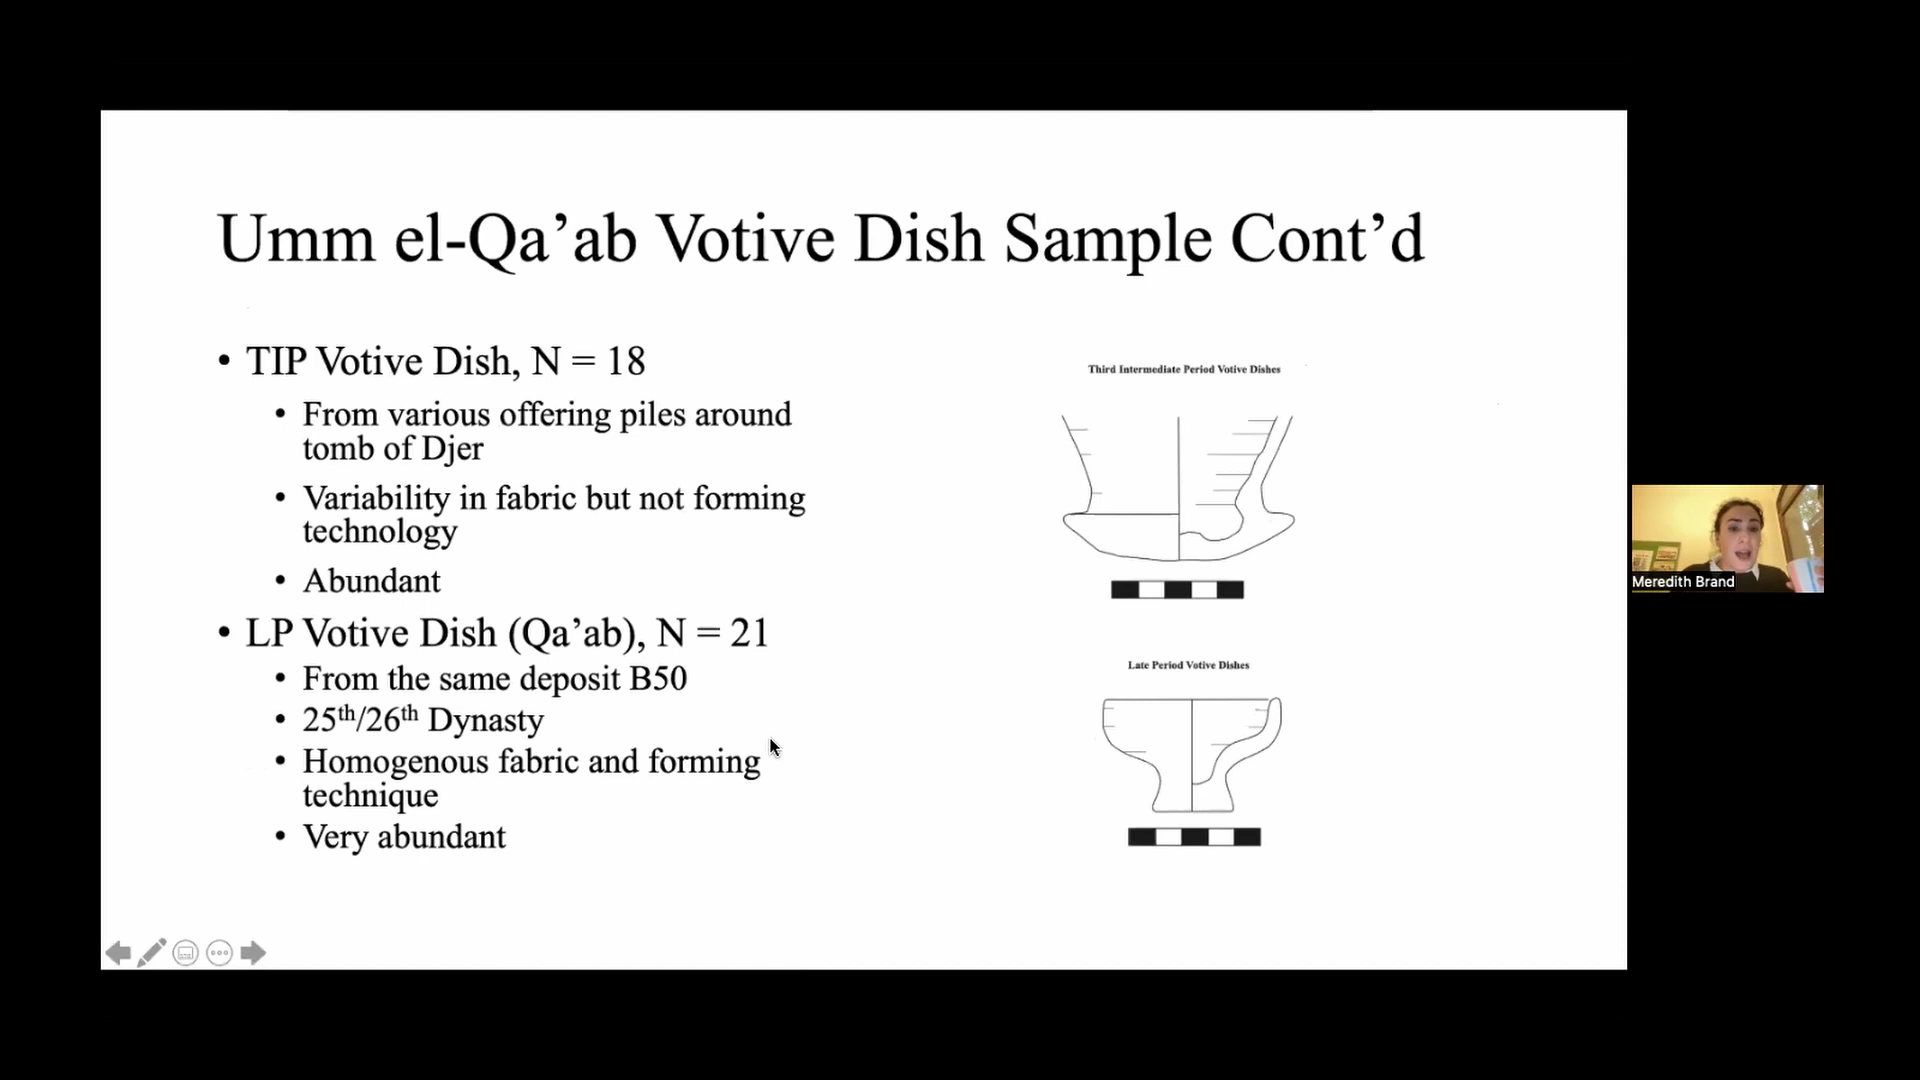 Umm el-Qa’ab Votive Dish Sample Cont’d
• TIP Votive Dish, N = 18
• From various offering piles around
tomb of Djer
• Variability in fabric but not forming
technology
• Abundant
• LP Votive Dish (Qa’ab), N = 21
• From the same deposit B50
• 25th/26th Dynasty
• Homogenous fabric and forming
technique
• Very abundant
Third Intermediate Period Votive Dishes
Late Period Votive Dishes
Meredith Brand